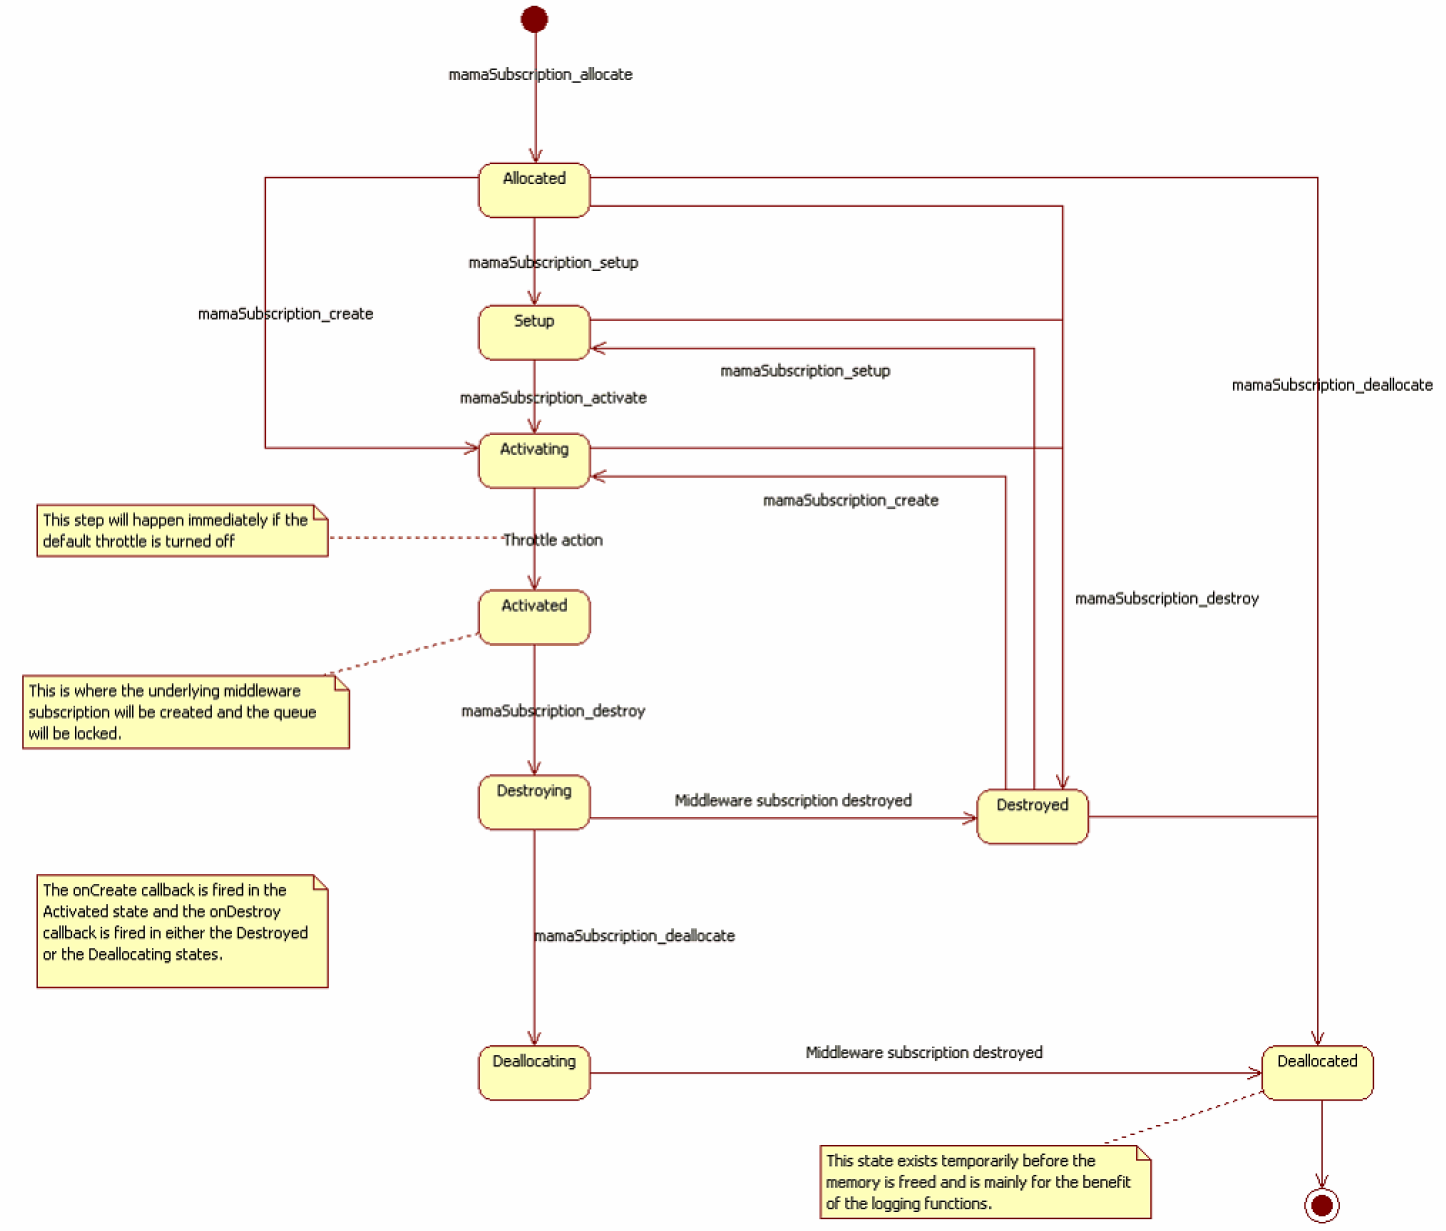 mamaSubscription_allocate
Allocated
mamaSubscription_setup
mamaSubscription_create
Setup
mamaSubscription_setup
mamaSubscription_deallocate
mamaSubscription_activate
Activating
mamaSubscription_create
This step will happen immediately if the
default throttle is turned off
Throttle action
Activated
mamaSubscription_destroy
This is where the underlying middleware
subscription will be created and the queue
will be locked.
mamaSubscription_destroy
Destroying
Middleware subscription destroyed
Destroyed
The onCreate callback is fired in the
Activated state and the onDestroy
callback is fired in either the Destroyed
or the Deallocating states.
mamaSubscription_deallocate
Deallocating
Middleware subscription destroyed
Deallocated
This state exists temporarily before the
memory is freed and is mainly for the benefit
of the logging functions.